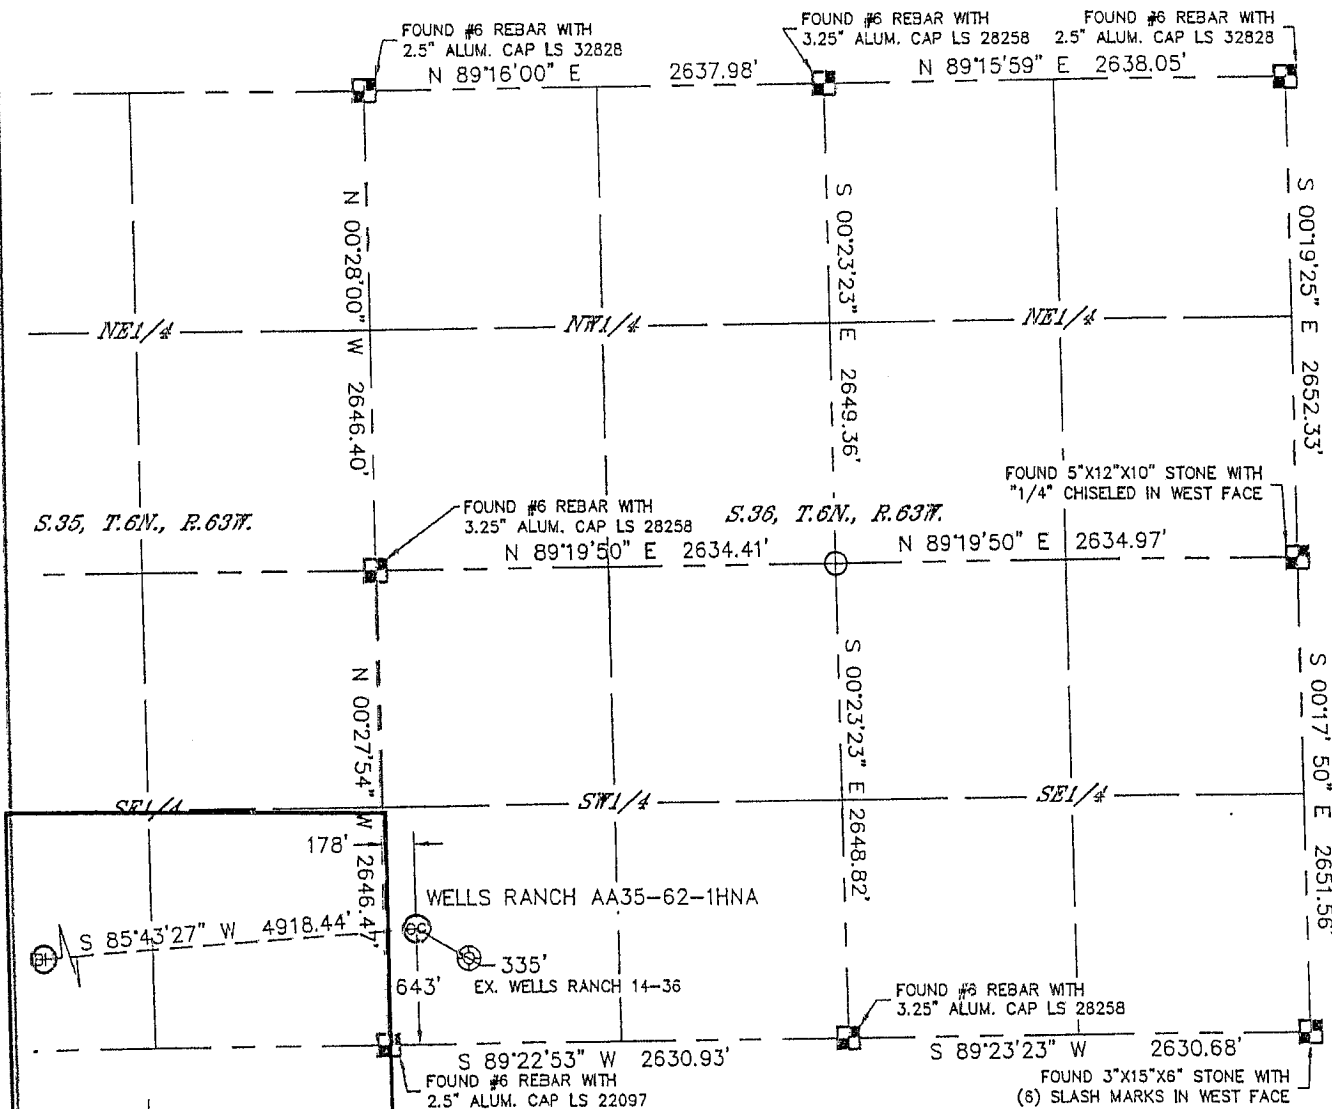 FOUND #6 REBAR WITH
2.5" ALUM. CAP LS 32828
FOUND #6 REBAR WITH
3.25" ALUM. CAP LS 28258
FOUND #6 REBAR WITH
2.5" ALUM. CAP LS 32828
N 89°16'00" E 2637.98'
N 89°15'59" E 2638.05'
N 00°28'00" W 2646.40'
S 00°23'23" E 2649.36'
S 00°19'25" E 2652.33'
NE1/4
NW1/4
NE1/4
FOUND 5"X12"X10" STONE WITH
"1/4" CHISELED IN WEST FACE
S.35, T.6N., R.63W.
FOUND #6 REBAR WITH
3.25" ALUM. CAP LS 28258
S.36, T.6N., R.63W.
N 89°19'50" E 2634.41'
N 89°19'50" E 2634.97'
N 00°27'54" W 2646.47'
S 00°23'23" E 2648.82'
S 00°17' 50" E 2651.56'
SE1/4
SW1/4
SE1/4
178'
WELLS RANCH AA35-62-1HNA
S 85°43'27" W 4918.44'
BH
335'
EX. WELLS RANCH 14-36
643'
FOUND #6 REBAR WITH
3.25" ALUM. CAP LS 28258
S 89°22'53" W 2630.93'
S 89°23'23" W 2630.68'
FOUND #6 REBAR WITH
2.5" ALUM. CAP LS 22097
FOUND 3"X15"X6" STONE WITH
(6) SLASH MARKS IN WEST FACE